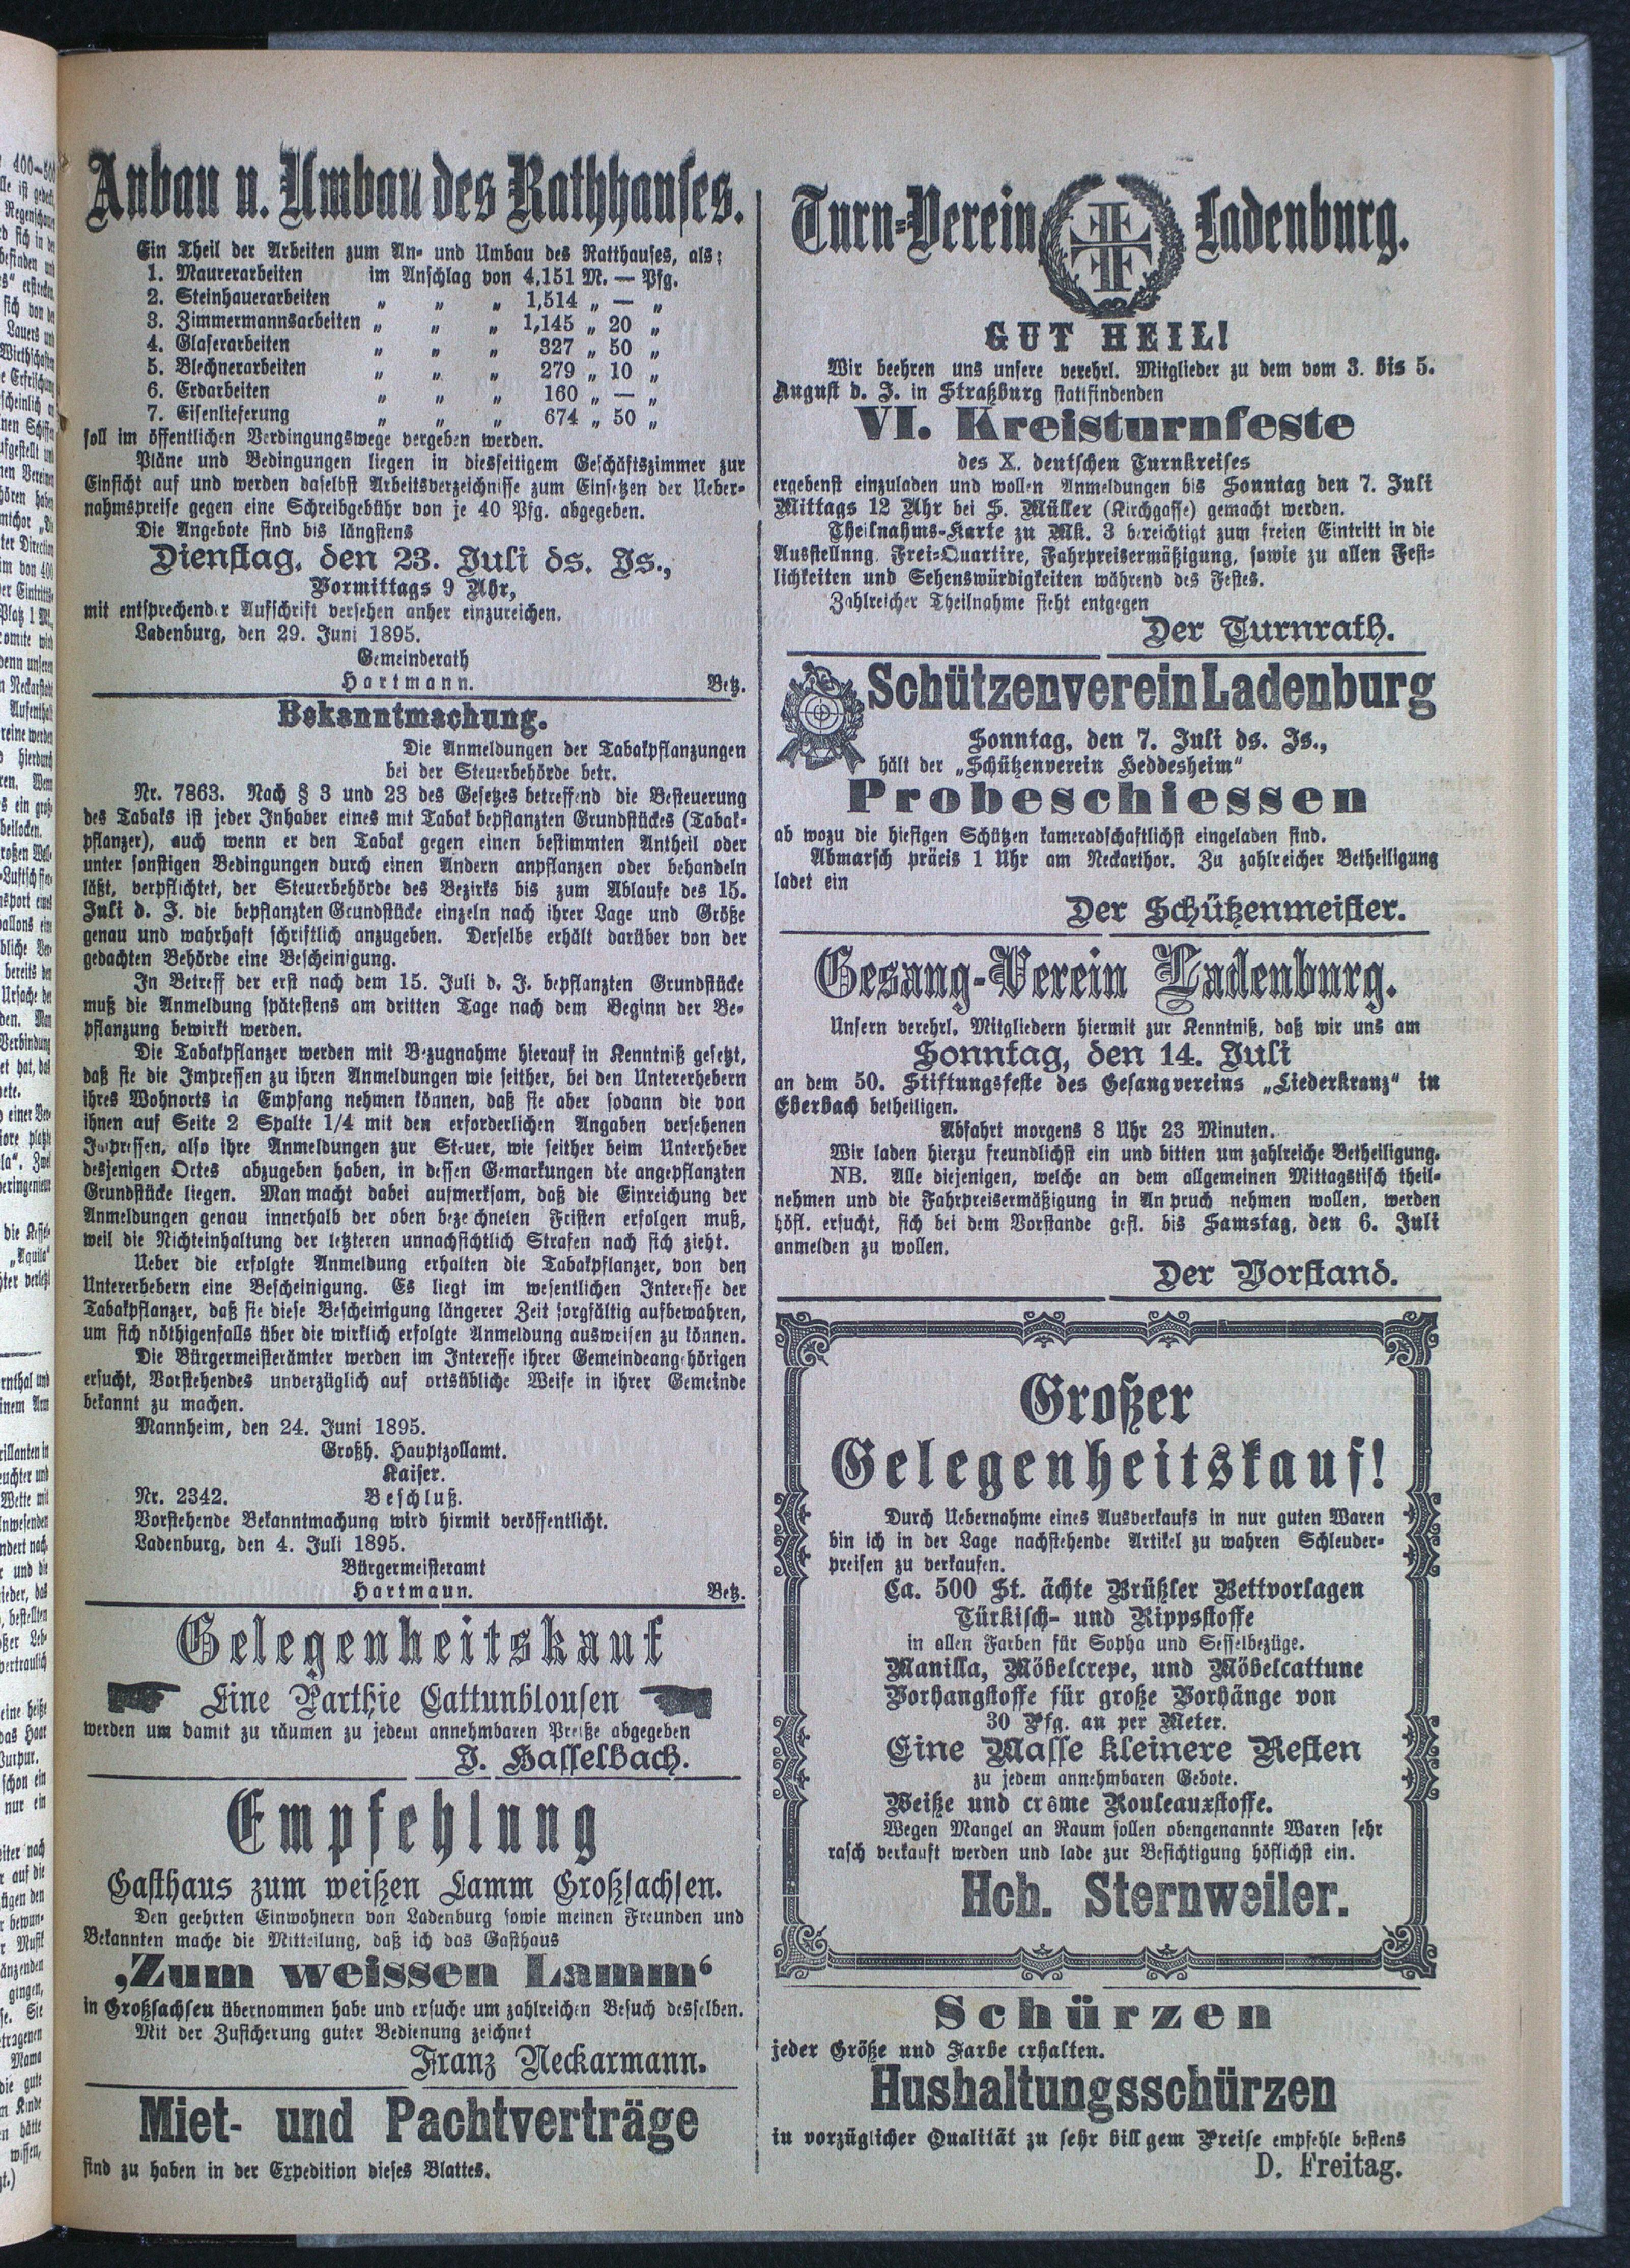 Anbau u. Umbau des Rathhauses.
Ein Theil der Arbeiten zum An- und Umbau des Ratthauses, als:
1. Maurerarbeiten im Anschlag von 4,151 M. — Pfg.
2. Steinhauerarbeiten „ „ „ 1,514 „ — „
3. Zimmermannsarbeiten „ „ „ 1,145 „ 20 „
4. Glaserarbeiten „ „ „ 327 „ 50 „
5. Blechnerarbeiten „ „ „ 279 „ 10 „
6. Erdarbeiten „ „ „ 160 „ — „
7. Eisenlieferung „ „ „ 674 „ 50 „
soll im öffentlichen Verdingungswege vergeben werden.
Pläne und Bedingungen liegen in diesseitigem Geschäftszimmer zur
Einsicht auf und werden daselbst Arbeitsverzeichnisse zum Einsetzen der Ueber-
nahmspreise gegen eine Schreibgebühr von je 40 Pfg. abgegeben.
Die Angebote sind bis längstens
Dienstag, den 23. Juli ds. Js.,
Vormittags 9 Uhr,
mit entsprechender Aufschrift versehen anher einzureichen.
Ladenburg, den 29. Juni 1895.
Gemeinderath
Hartmann. Betz.
Bekanntmachung.
Die Anmeldungen der Tabakpflanzungen
bei der Steuerbehörde betr.
Nr. 7863. Nach § 3 und 23 des Gesetzes betreffend die Besteuerung
des Tabaks ist jeder Inhaber eines mit Tabak bepflanzten Grundstückes (Tabak-
pflanzer), auch wenn er den Tabak gegen einen bestimmten Antheil oder
unter sonstigen Bedingungen durch einen Andern anpflanzen oder behandeln
läßt, verpflichtet, der Steuerbehörde des Bezirks bis zum Ablaufe des 15.
Juli d. J. die bepflanzten Grundstücke einzeln nach ihrer Lage und Größe
genau und wahrhaft schriftlich anzugeben. Derselbe erhält darüber von der
gedachten Behörde eine Bescheinigung.
In Betreff der erst nach dem 15. Juli d. J. bepflanzten Grundstücke
muß die Anmeldung spätestens am dritten Tage nach dem Beginn der Be-
pflanzung bewirkt werden.
Die Tabakpflanzer werden mit Bezugnahme hierauf in Kenntniß gesetzt,
daß sie die Impressen zu ihren Anmeldungen wie seither, bei den Untererhebern
ihres Wohnorts in Empfang nehmen können, daß sie aber sodann die von
ihnen auf Seite 2 Spalte 1/4 mit den erforderlichen Angaben versehenen
Impressen, also ihre Anmeldungen zur Steuer, wie seither beim Unterheber
desjenigen Ortes abzugeben haben, in dessen Gemarkungen die angepflanzten
Grundstücke liegen. Man macht dabei aufmerksam, daß die Einreichung der
Anmeldungen genau innerhalb der oben bezeichneten Fristen erfolgen muß,
weil die Nichteinhaltung der letzteren unnachsichtlich Strafen nach sich zieht.
Ueber die erfolgte Anmeldung erhalten die Tabakpflanzer, von den
Untererhebern eine Bescheinigung. Es liegt im wesentlichen Interesse der
Tabakpflanzer, daß sie diese Bescheinigung längerer Zeit sorgfältig aufbewahren,
um sich nöthigenfalls über die wirklich erfolgte Anmeldung ausweisen zu können.
Die Bürgermeisterämter werden im Interesse ihrer Gemeindeangehörigen
ersucht, Vorstehendes unverzüglich auf ortsübliche Weise in ihrer Gemeinde
bekannt zu machen.
Mannheim, den 24. Juni 1895.
Großh. Hauptzollamt.
Kaiser.
Nr. 2342. Beschluß.
Vorstehende Bekanntmachung wird hirmit veröffentlicht.
Ladenburg, den 4. Juli 1895.
Bürgermeisteramt
Hartmann. Betz.
Gelegenheitskauf
Eine Parthie Cattunblousen
werden um damit zu räumen zu jedem annehmbaren Preiße abgegeben
J. Hasselbach.
Empfehlung
Gasthaus zum weißen Lamm Großsachsen.
Den geehrten Einwohnern von Ladenburg sowie meinen Freunden und
Bekannten mache die Mitteilung, daß ich das Gasthaus
‚Zum weissen Lamm‘
in Großsachsen übernommen habe und ersuche um zahlreichen Besuch desselben.
Mit der Zusicherung guter Bedienung zeichnet
Franz Neckarmann.
Miet- und Pachtverträge
sind zu haben in der Expedition dieses Blattes.
Turn-Verein Ladenburg.
GUT HEIL!
Wir beehren uns unsere verehrl. Mitglieder zu dem vom 3. bis 5.
August d. J. in Straßburg stattfindenden
VI. Kreisturnfeste
des X. deutschen Turnkreises
ergebenst einzuladen und wollen Anmeldungen bis Sonntag den 7. Juli
Mittags 12 Uhr bei S. Müller (Kirchgasse) gemacht werden.
Theilnahms-Karte zu Mk. 3 berechtigt zum freien Eintritt in die
Ausstellung, Frei-Quartire, Fahrpreisermäßigung, sowie zu allen Fest-
lichkeiten und Sehenswürdigkeiten während des Festes.
Zahlreicher Theilnahme sieht entgegen
Der Turnrath.
Schützenverein Ladenburg
Sonntag, den 7. Juli ds. Js.,
hält der „Schützenverein Heddesheim“
Probeschiessen
ab wozu die hiesigen Schützen kameradschaftlichst eingeladen sind.
Abmarsch präcis 1 Uhr am Neckarthor. Zu zahlreicher Betheiligung
ladet ein
Der Schützenmeister.
Gesang-Verein Ladenburg.
Unsern verehrl. Mitgliedern hiermit zur Kenntniß, daß wir uns am
Sonntag, den 14. Juli
an dem 50. Stiftungsfeste des Gesangvereins „Liederkranz“ in
Eberbach betheiligen.
Abfahrt morgens 8 Uhr 23 Minuten.
Wir laden hierzu freundlichst ein und bitten um zahlreiche Betheiligung.
NB. Alle diejenigen, welche an dem allgemeinen Mittagstisch theil-
nehmen und die Fahrpreisermäßigung in Anspruch nehmen wollen, werden
höfl. ersucht, sich bei dem Vorstande gefl. bis Samstag, den 6. Juli
anmelden zu wollen.
Der Vorstand.
Großer
Gelegenheitskauf!
Durch Uebernahme eines Ausverkaufs in nur guten Waren
bin ich in der Lage nachstehende Artikel zu wahren Schleuder-
preisen zu verkaufen.
Ca. 500 St. ächte Brüßler Bettvorlagen
Türkisch- und Rippsstoffe
in allen Farben für Sopha und Sesselbezüge.
Manilla, Möbelcrepe, und Möbelcattune
Vorhangstoffe für große Vorhänge von
30 Pfg. an per Meter.
Eine Masse kleinere Resten
zu jedem annehmbaren Gebote.
Weiße und crême Rouleauxstoffe.
Wegen Mangel an Raum sollen obengenannte Waren sehr
rasch verkauft werden und lade zur Besichtigung höflichst ein.
Hch. Sternweiler.
Schürzen
jeder Größe und Farbe erhalten.
Hushaltungsschürzen
in vorzüglicher Qualität zu sehr billgem Preise empfehle bestens
D. Freitag.